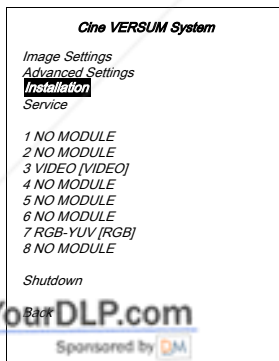 Cine VERSUM System
Image Settings
Advanced Settings
Installation
Service
1 NO MODULE
2 NO MODULE
3 VIDEO [VIDEO]
4 NO MODULE
5 NO MODULE
6 NO MODULE
7 RGB-YUV [RGB]
8 NO MODULE
Shutdown
Back
YourDLP.com
Sponsored by DM